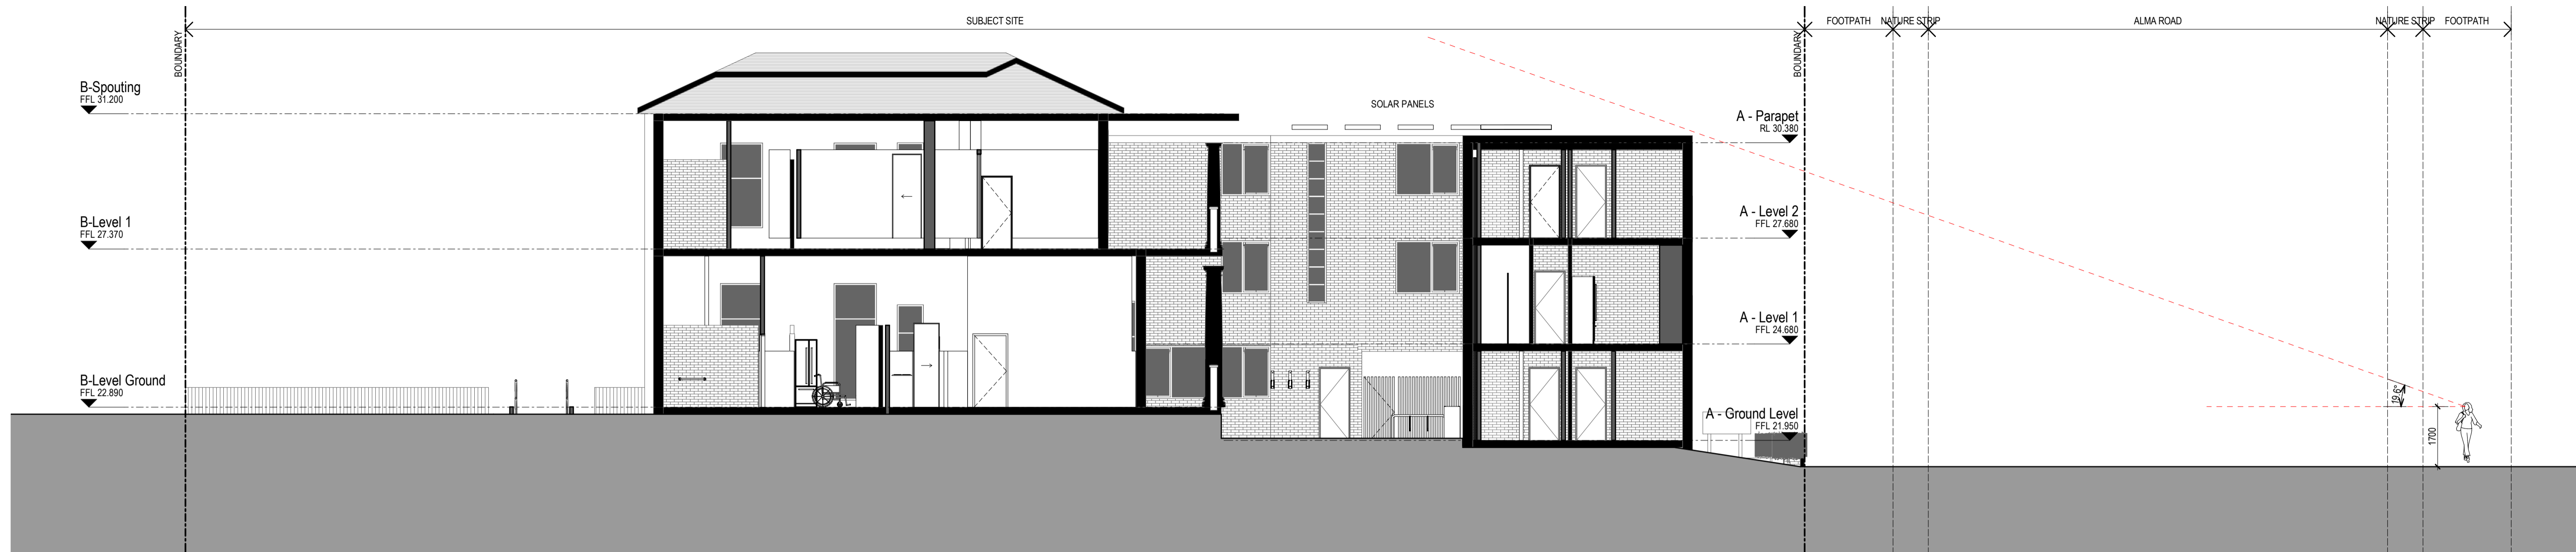 SUBJECT SITE
FOOTPATH
NATURE STRIP
ALMA ROAD
NATURE STRIP
FOOTPATH
BOUNDARY
BOUNDARY
B-Spouting
FFL 31.200
SOLAR PANELS
A - Parapet
RL 30.380
B-Level 1
FFL 27.370
A - Level 2
FFL 27.680
A - Level 1
FFL 24.680
B-Level Ground
FFL 22.890
A - Ground Level
FFL 21.950
19.6°
1700